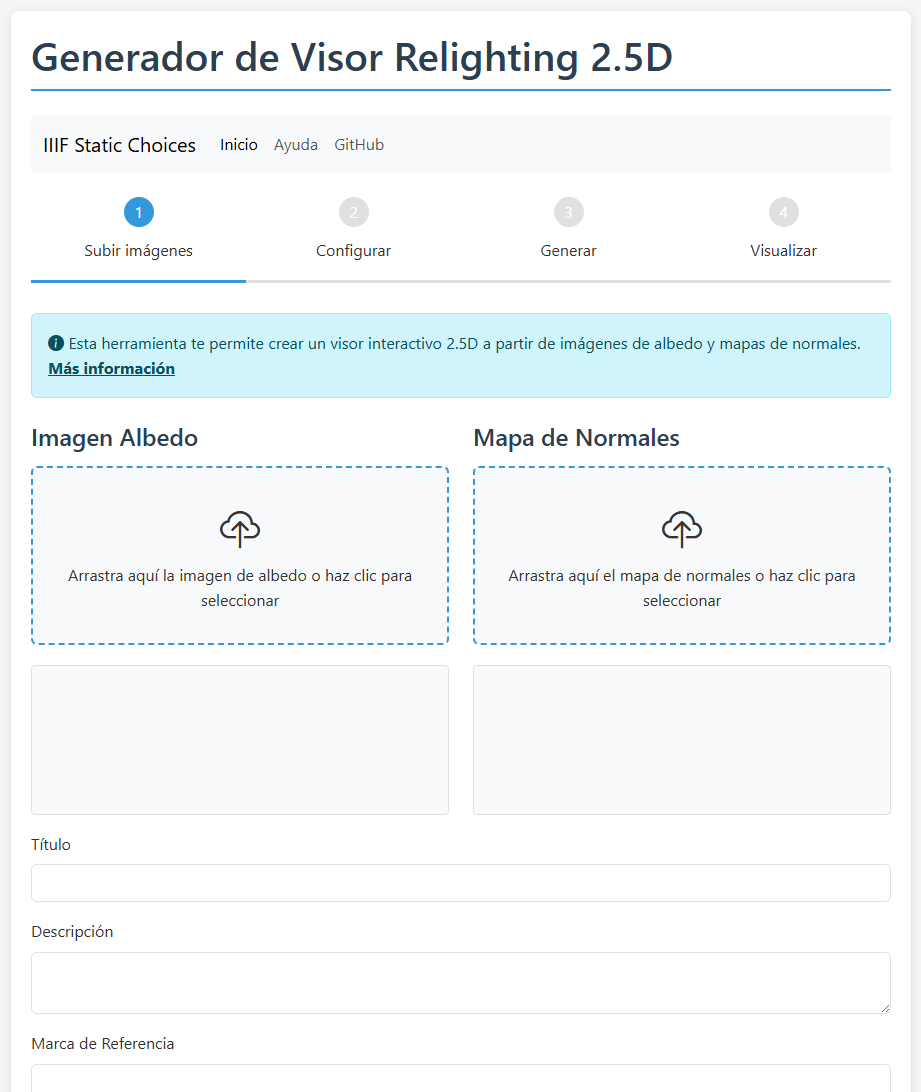 Generador de Visor Relighting 2.5D
IIIF Static Choices Inicio Ayuda GitHub
1 2 3 4
Subir imágenes Configurar Generar Visualizar
Esta herramienta te permite crear un visor interactivo 2.5D a partir de imágenes de albedo y mapas de normales.
Más información
Imagen Albedo Mapa de Normales
Arrastra aquí la imagen de albedo o haz clic para
seleccionar
Arrastra aquí el mapa de normales o haz clic para
seleccionar
Título
Descripción
Marca de Referencia